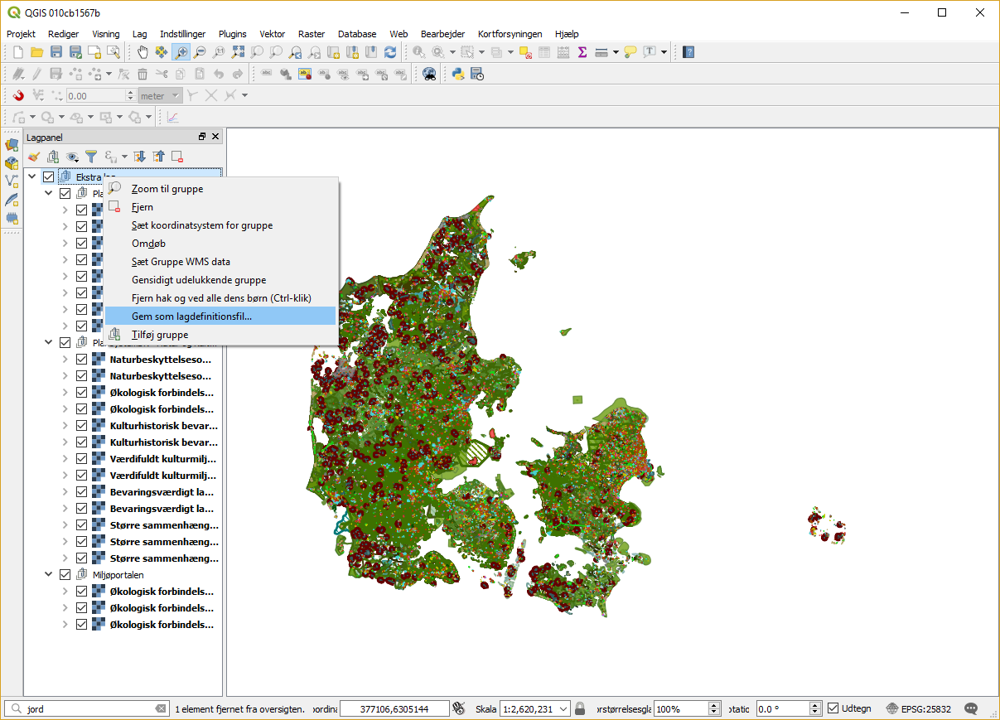 QGIS 010cb1567b
Projekt Rediger Visning Lag Indstillinger Plugins Vektor Raster Database Web Bearbejder Kortforsyningen Hjælp
0.00 meter
Lagpanel
Ekstra
Zoom til gruppe
Fjern
Sæt koordinatsystem for gruppe
Omdøb
Sæt Gruppe WMS data
Gensidigt udelukkende gruppe
Fjern hak og ved alle dens børn (Ctrl-klik)
Gem som lagdefinitionsfil...
Tilføj gruppe
Naturbeskyttelseso...
Naturbeskyttelseso...
Økologisk forbindels...
Økologisk forbindels...
Kulturhistorisk bevar...
Kulturhistorisk bevar...
Værdifuldt kulturmilj...
Værdifuldt kulturmilj...
Bevaringsværdigt la...
Bevaringsværdigt la...
Større sammenhæng...
Større sammenhæng...
Større sammenhæng...
Miljøportalen
Økologisk forbindels...
Økologisk forbindels...
Økologisk forbindels...
jord 1 element fjernet fra oversigten. oordina 377106,6305144 Skala 1:2,620,231 orstørrelsesgla 100% otatic 0.0 ° Udtegn EPSG:25832